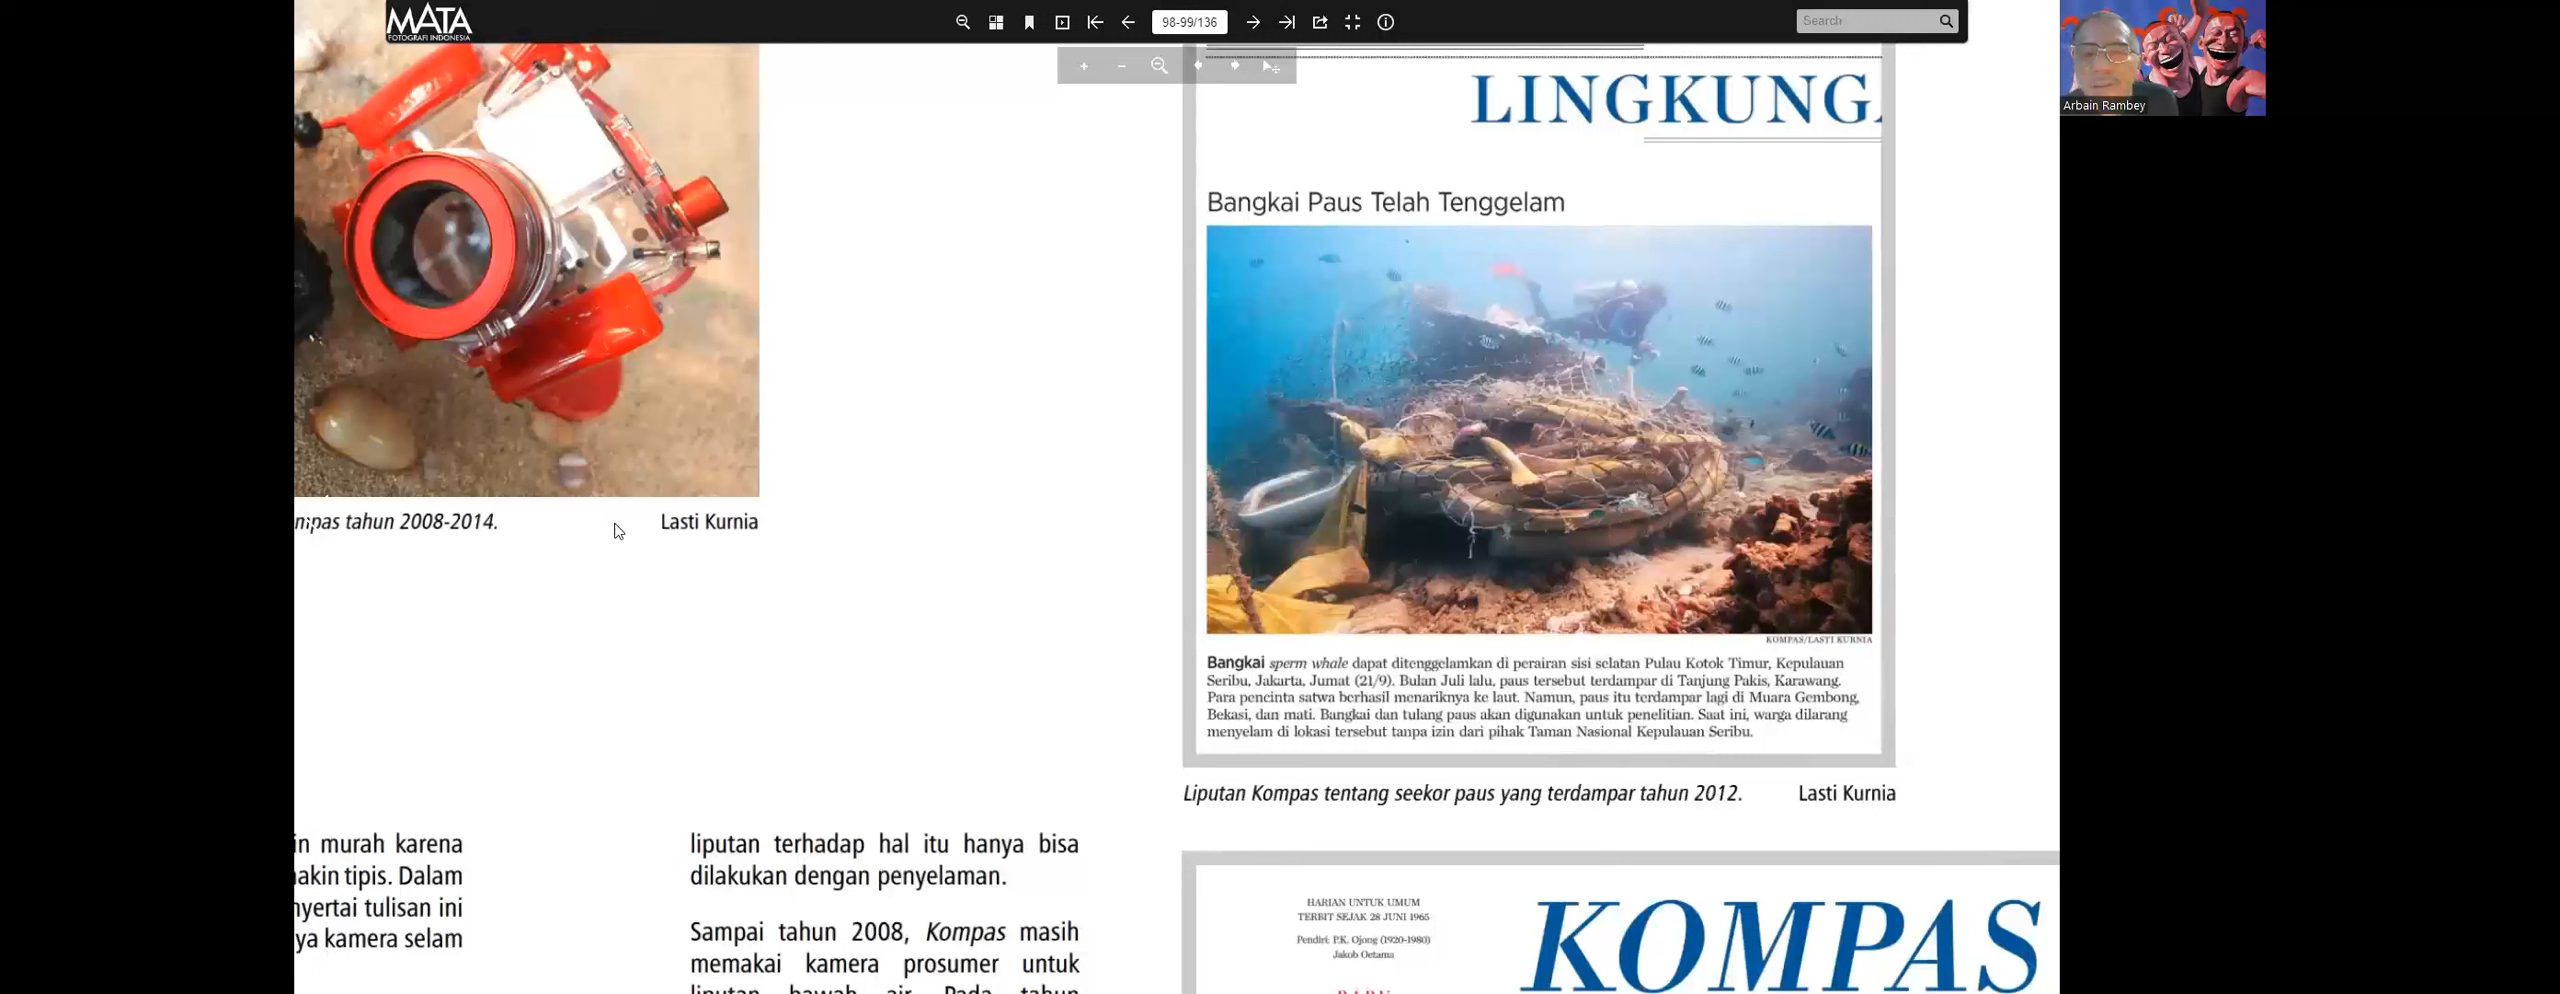 MATA
FOTOGRAFI INDONESIA
98-99/136
Search
Arbain Rambey
LINGKUNGA
Bangkai Paus Telah Tenggelam
KOMPAS/LASTI KURNIA
Bangkai sperm whale dapat ditenggelamkan di perairan sisi selatan Pulau Kotok Timur, Kepulauan
Seribu, Jakarta, Jumat (21/9). Bulan Juli lalu, paus tersebut terdampar di Tanjung Pakis, Karawang.
Para pencinta satwa berhasil menariknya ke laut. Namun, paus itu terdampar lagi di Muara Gembong,
Bekasi, dan mati. Bangkai dan tulang paus akan digunakan untuk penelitian. Saat ini, warga dilarang
menyelam di lokasi tersebut tanpa izin dari pihak Taman Nasional Kepulauan Seribu.
Liputan Kompas tentang seekor paus yang terdampar tahun 2012. Lasti Kurnia
mpas tahun 2008-2014. Lasti Kurnia
in murah karena
akin tipis. Dalam
nyertai tulisan ini
ya kamera selam
liputan terhadap hal itu hanya bisa
dilakukan dengan penyelaman.
Sampai tahun 2008, Kompas masih
memakai kamera prosumer untuk
liputan bawah air. Pada tahun
HARIAN UNTUK UMUM
TERBIT SEJAK 28 JUNI 1965
Pendiri: P.K. Ojong (1920-1980)
Jakob Oetama
KOMPAS